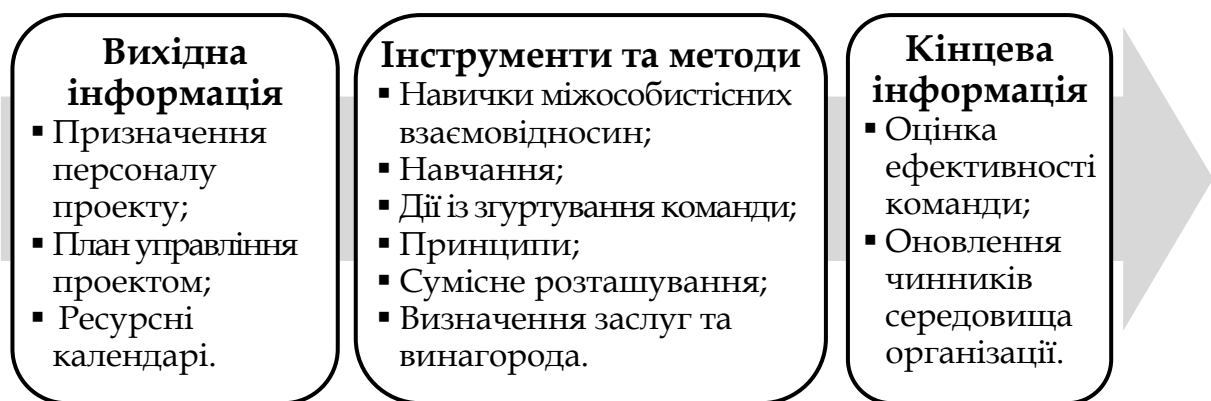 Вихідна
інформація
▪ Призначення
персоналу
проекту;
▪ План управління
проектом;
▪ Ресурсні
календарі.
Інструменти та методи
▪ Навички міжособистісних
взаємовідносин;
▪ Навчання;
▪ Дії із згуртування команди;
▪ Принципи;
▪ Сумісне розташування;
▪ Визначення заслуг та
винагорода.
Кінцева
інформація
▪ Оцінка
ефективності
команди;
▪ Оновлення
чинників
середовища
організації.